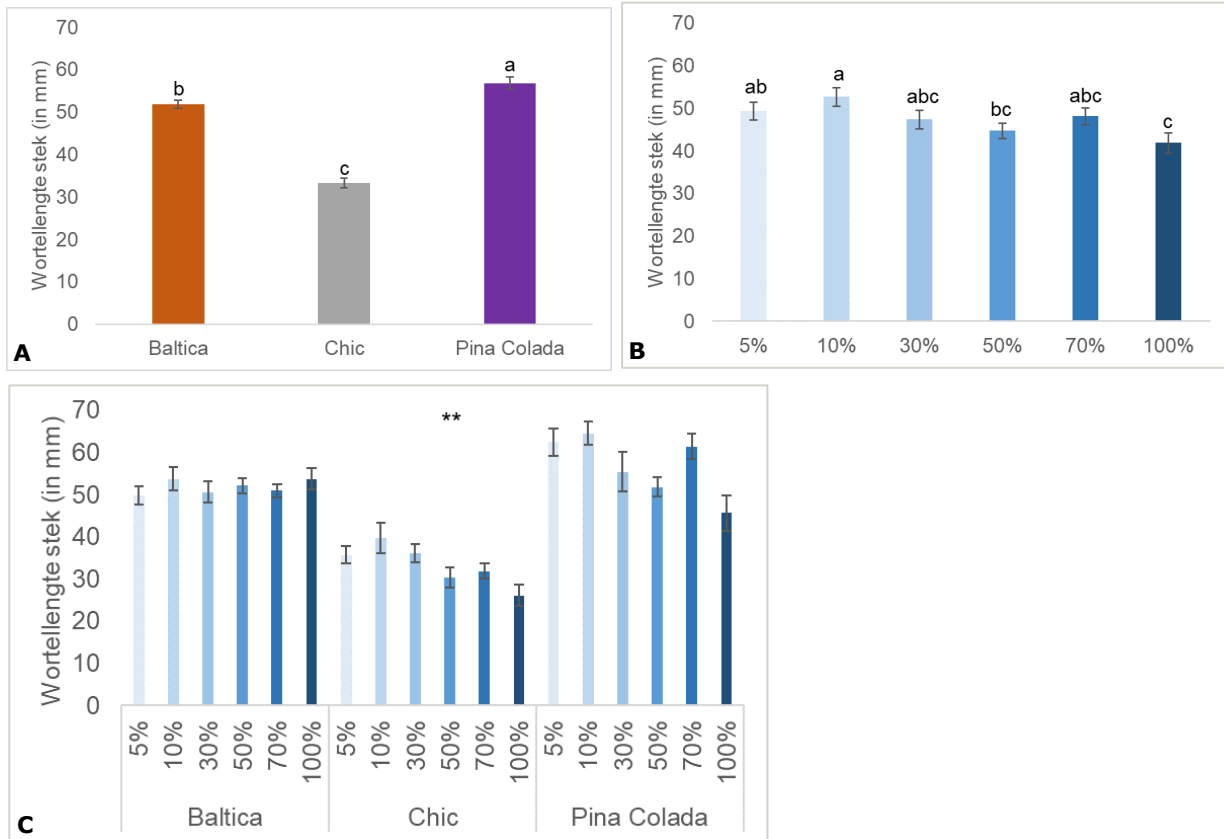 70
60
50
40
30
20
10
0
Wortellengte stek (in mm)
b
c
a
Baltica Chic Pina Colada
A
70
60
50
40
30
20
10
0
Wortellengte stek (in mm)
ab
a
abc
bc
abc
c
5% 10% 30% 50% 70% 100%
B
70
60
50
40
30
20
10
0
Wortellengte stek (in mm)
**
5% 10% 30% 50% 70% 100% 5% 10% 30% 50% 70% 100% 5% 10% 30% 50% 70% 100%
Baltica Chic Pina Colada
C